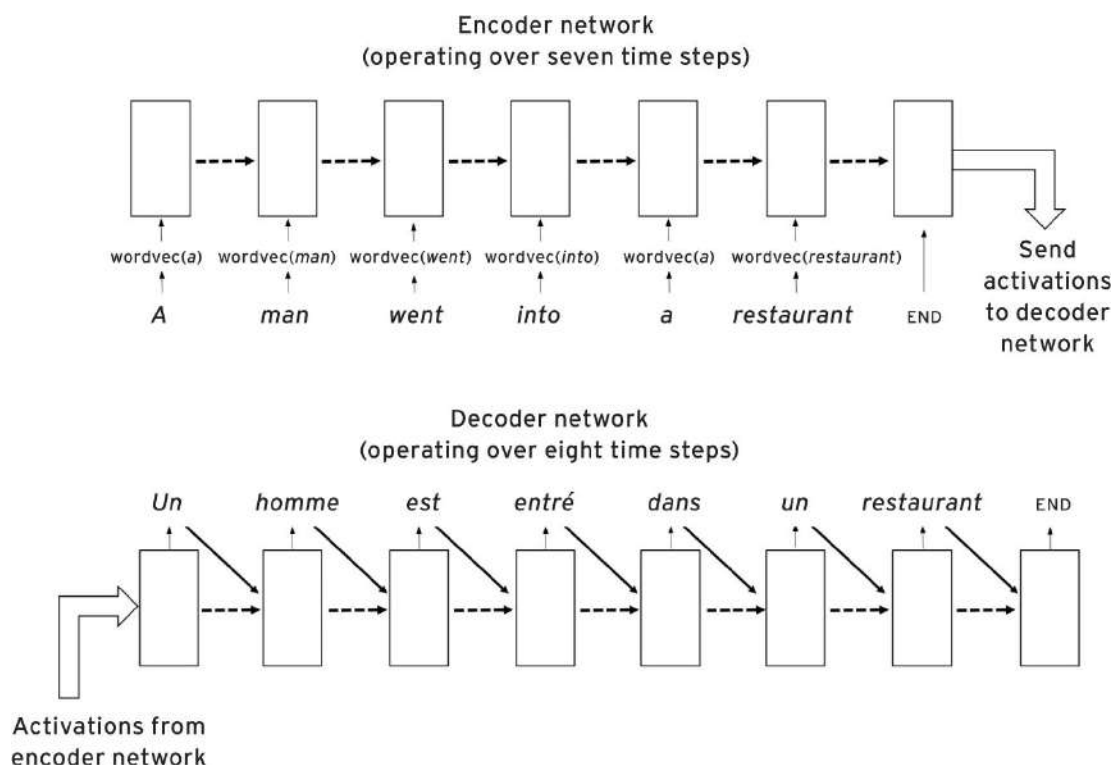 Encoder network
(operating over seven time steps)
wordvec(a) wordvec(man) wordvec(went) wordvec(into) wordvec(a) wordvec(restaurant)
A man went into a restaurant END
Send
activations
to decoder
network
Decoder network
(operating over eight time steps)
Un homme est entré dans un restaurant END
Activations from
encoder network